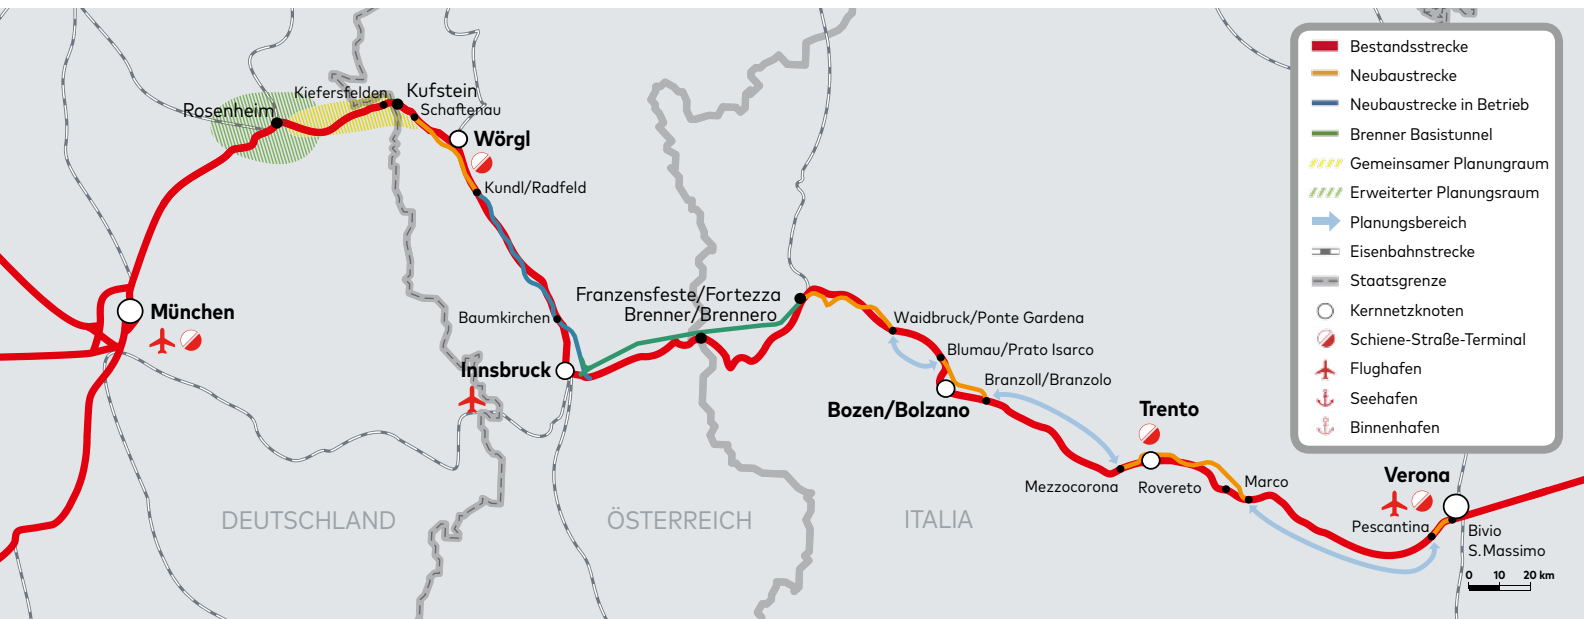 Rosenheim
Kiefersfelden
Kufstein
Schaftenau
Wörgl
Kundl/Radfeld
München
Baumkirchen
Innsbruck
Franzensfeste/Fortezza
Brenner/Brennero
Waidbruck/Ponte Gardena
Blumau/Prato Isarco
Branzoll/Branzolo
Bozen/Bolzano
Trento
Mezzocorona
Rovereto
Marco
Verona
Pescantina
Bivio
S.Massimo
DEUTSCHLAND
ÖSTERREICH
ITALIA
0 10 20 km
Bestandsstrecke
Neubaustrecke
Neubaustrecke in Betrieb
Brenner Basistunnel
Gemeinsamer Planungraum
Erweiterter Planungsraum
Planungsbereich
Eisenbahnstrecke
Staatsgrenze
Kernnetzknoten
Schiene-Straße-Terminal
Flughafen
Seehafen
Binnenhafen